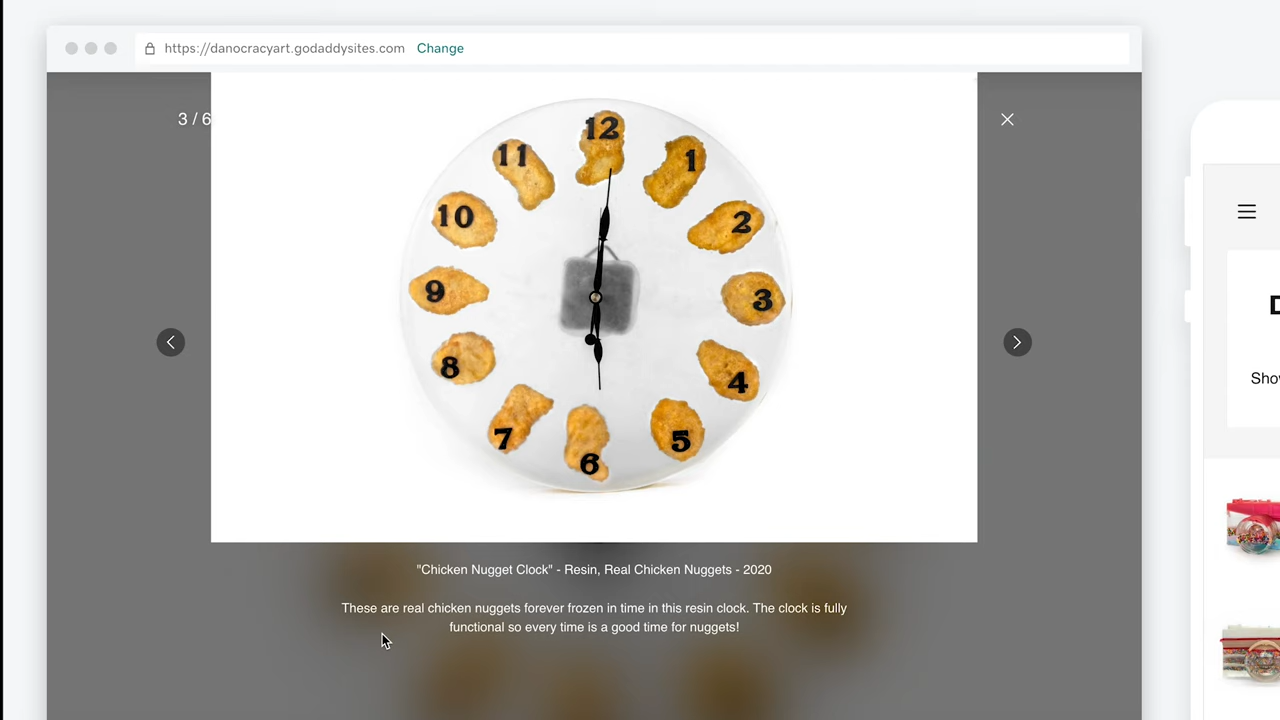 https://danocracyart.godaddysites.com Change
3 / 6
12
11
1
10
2
9
3
8
4
7
5
6
Sho
"Chicken Nugget Clock" - Resin, Real Chicken Nuggets - 2020
These are real chicken nuggets forever frozen in time in this resin clock. The clock is fully
functional so every time is a good time for nuggets!